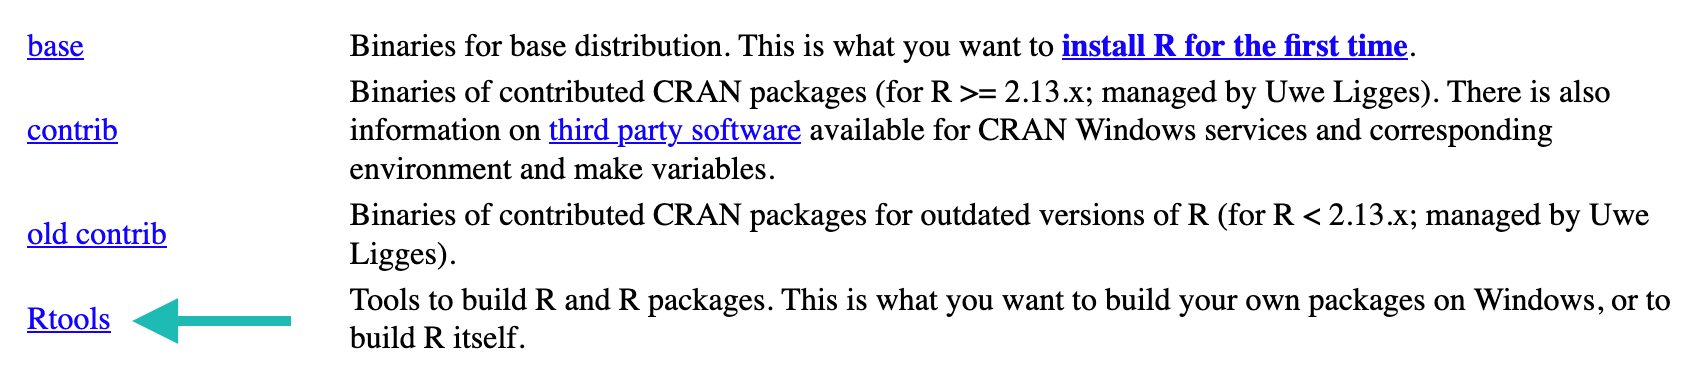 base
Binaries for base distribution. This is what you want to install R for the first time.
contrib
Binaries of contributed CRAN packages (for R >= 2.13.x; managed by Uwe Ligges). There is also
information on third party software available for CRAN Windows services and corresponding
environment and make variables.
old contrib
Binaries of contributed CRAN packages for outdated versions of R (for R < 2.13.x; managed by Uwe
Ligges).
Rtools
Tools to build R and R packages. This is what you want to build your own packages on Windows, or to
build R itself.